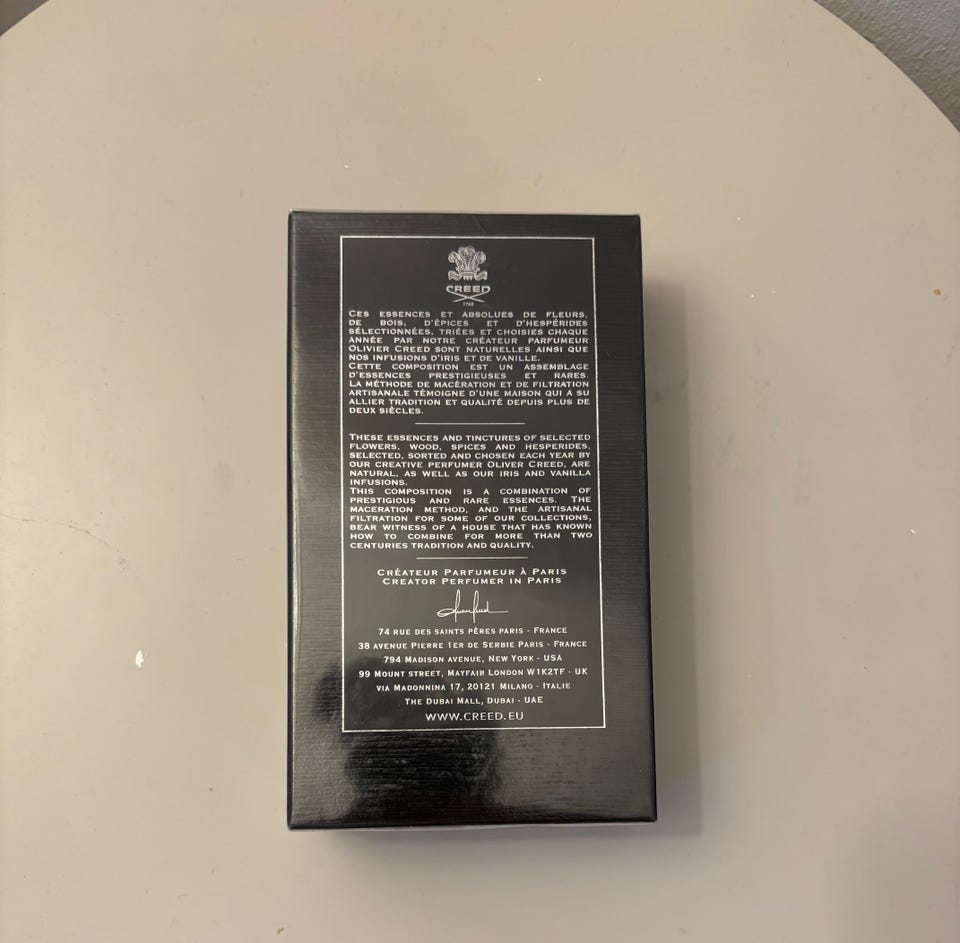 CREED
1760
CES ESSENCES ET ABSOLUES DE FLEURS,
DE BOIS, D'ÉPICES ET D'HESPÉRIDES
SÉLECTIONNÉES, TRIÉES ET CHOISIES CHAQUE
ANNÉE PAR NOTRE CRÉATEUR PARFUMEUR
OLIVIER CREED SONT NATURELLES AINSI QUE
NOS INFUSIONS D'IRIS ET DE VANILLE.
CETTE COMPOSITION EST UN ASSEMBLAGE
D'ESSENCES PRESTIGIEUSES ET RARES.
LA MÉTHODE DE MACÉRATION ET DE FILTRATION
ARTISANALE TÉMOIGNE D'UNE MAISON QUI A SU
ALLIER TRADITION ET QUALITÉ DEPUIS PLUS DE
DEUX SIÈCLES.
THESE ESSENCES AND TINCTURES OF SELECTED
FLOWERS, WOOD, SPICES AND HESPERIDES,
SELECTED, SORTED AND CHOSEN EACH YEAR BY
OUR CREATIVE PERFUMER OLIVER CREED, ARE
NATURAL, AS WELL AS OUR IRIS AND VANILLA
INFUSIONS.
THIS COMPOSITION IS A COMBINATION OF
PRESTIGIOUS AND RARE ESSENCES. THE
MACERATION METHOD, AND THE ARTISANAL
FILTRATION FOR SOME OF OUR COLLECTIONS,
BEAR WITNESS OF A HOUSE THAT HAS KNOWN
HOW TO COMBINE FOR MORE THAN TWO
CENTURIES TRADITION AND QUALITY.
CRÉATEUR PARFUMEUR À PARIS
CREATOR PERFUMER IN PARIS
74 RUE DES SAINTS PÈRES PARIS - FRANCE
38 AVENUE PIERRE 1ER DE SERBIE PARIS - FRANCE
794 MADISON AVENUE, NEW YORK - USA
99 MOUNT STREET, MAYFAIR LONDON W1K2TF - UK
VIA MADONNINA 17, 20121 MILANO - ITALIE
THE DUBAI MALL, DUBAI - UAE
WWW.CREED.EU